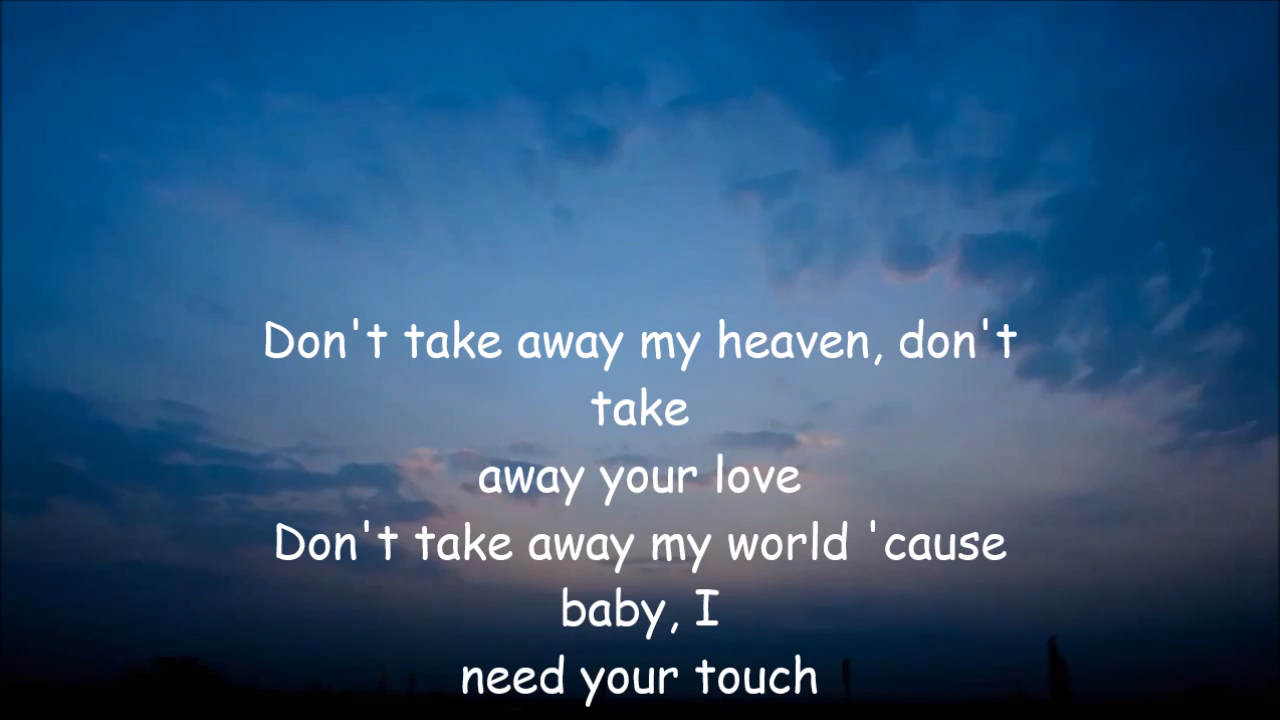 Don't take away my heaven, don't
take
away your love
Don't take away my world 'cause
baby, I
need your touch